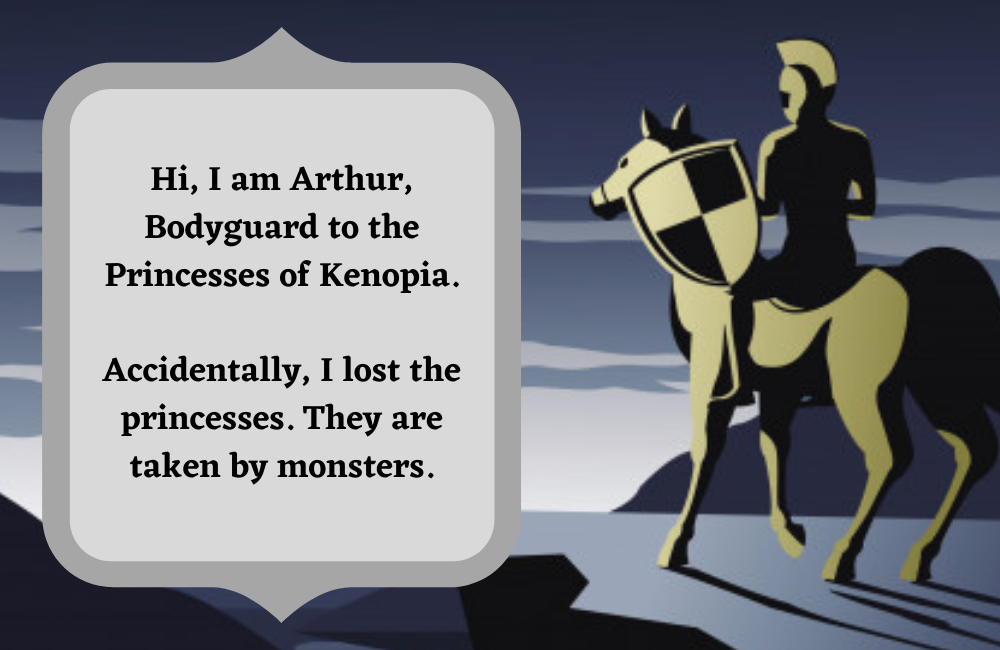 Hi, I am Arthur,
Bodyguard to the
Princesses of Kenopia.
Accidentally, I lost the
princesses. They are
taken by monsters.